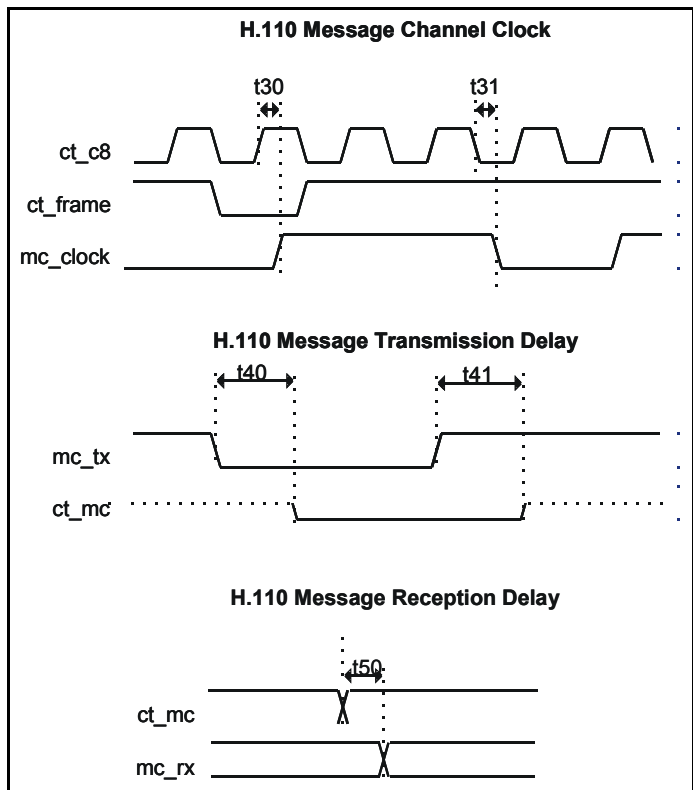 H.110 Message Channel Clock
t30
t31
ct_c8
ct_frame
mc_clock
H.110 Message Transmission Delay
t40
t41
mc_tx
ct_mc
H.110 Message Reception Delay
t50
ct_mc
mc_rx